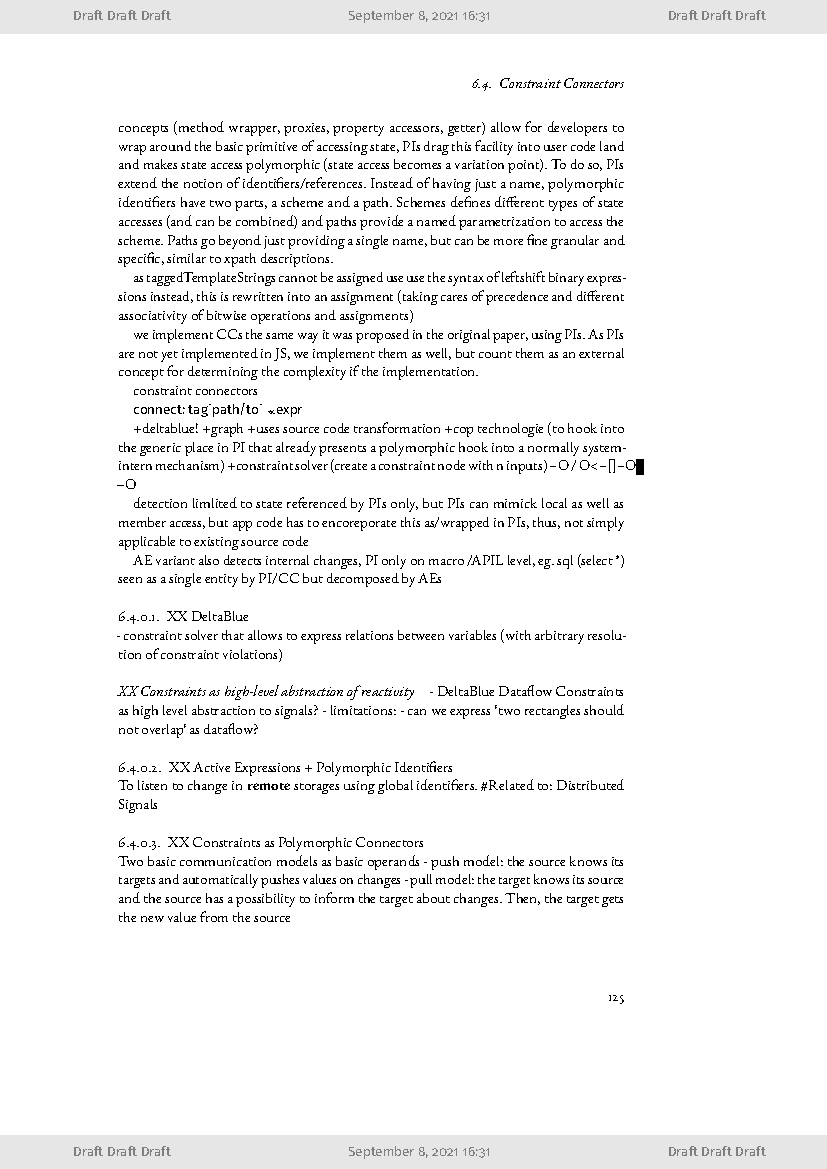 Draft Draft Draft September 8, 2021 16:31 Draft Draft Draft
6.4. Constraint Connectors
concepts (method wrapper, proxies, property accessors, getter) allow for developers to
wrap around the basic primitive of accessing state, PIs drag this facility into user code land
and makes state access polymorphic (state access becomes a variation point). To do so, PIs
extend the notion of identifiers/references. Instead of having just a name, polymorphic
identifiers have two parts, a scheme and a path. Schemes defines different types of state
accesses (and can be combined) and paths provide a named parametrization to access the
scheme. Paths go beyond just providing a single name, but can be more fine granular and
specific, similar to xpath descriptions.
as taggedTemplateStrings cannot be assigned use use the syntax of leftshift binary expres-
sions instead, this is rewritten into an assignment (taking cares of precedence and different
associativity of bitwise operations and assignments)
we implement CCs the same way it was proposed in the original paper, using PIs. As PIs
are not yet implemented in JS, we implement them as well, but count them as an external
concept for determining the complexity if the implementation.
constraint connectors
connect: tag`path/to` «.expr
+deltablue! +graph +uses source code transformation +cop technologie (to hook into
the generic place in PI that already presents a polymorphic hook into a normally system-
intern mechanism) +constraint solver (create a constraint node with n inputs) –O / O<–[]–O
–O
detection limlited to state referenced by PIs only, but PIs can mimick local as well as
member access, but app code has to encoreporate this as/wrapped in PIs, thus, not simply
applicable to existing source code
AE variant also detects internal changes, PI only on macro /APIL level, eg. sql (select *)
seen as a single entity by PI/CC but decomposed by AEs
6.4.0.1. XX DeltaBlue
- constraint solver that allows to express relations between variables (with arbitrary resolu-
tion of constraint violations)
XX Constraints as high-level abstraction of reactivity - DeltaBlue Dataflow Constraints
as high level abstraction to signals? - limitations: - can we express ‘two rectangles should
not overlap‘ as dataflow?
6.4.0.2. XX Active Expressions + Polymorphic Identifiers
To listen to change in remote storages using global identifiers. #Related to: Distributed
Signals
6.4.0.3. XX Constraints as Polymorphic Connectors
Two basic communication models as basic operands - push model: the source knows its
targets and automatically pushes values on changes - pull model: the target knows its source
and the source has a possibility to inform the target about changes. Then, the target gets
the new value from the source
125
Draft Draft Draft September 8, 2021 16:31 Draft Draft Draft